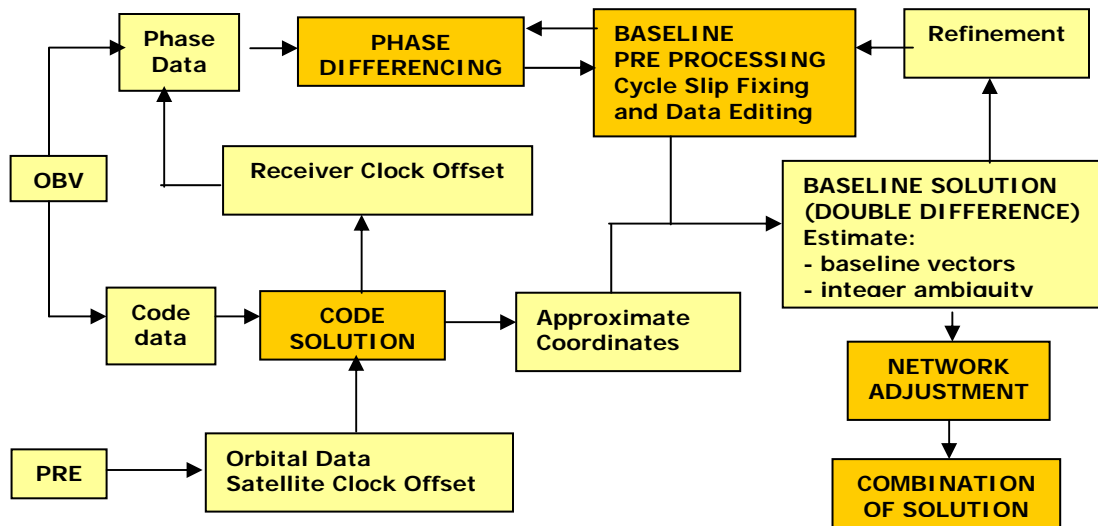 Phase
Data
PHASE
DIFFERENCING
BASELINE
PRE PROCESSING
Cycle Slip Fixing
and Data Editing
Refinement
OBV
Receiver Clock Offset
BASELINE SOLUTION
(DOUBLE DIFFERENCE)
Estimate:
- baseline vectors
- integer ambiguity
Code
data
CODE
SOLUTION
Approximate
Coordinates
NETWORK
ADJUSTMENT
PRE
Orbital Data
Satellite Clock Offset
COMBINATION
OF SOLUTION